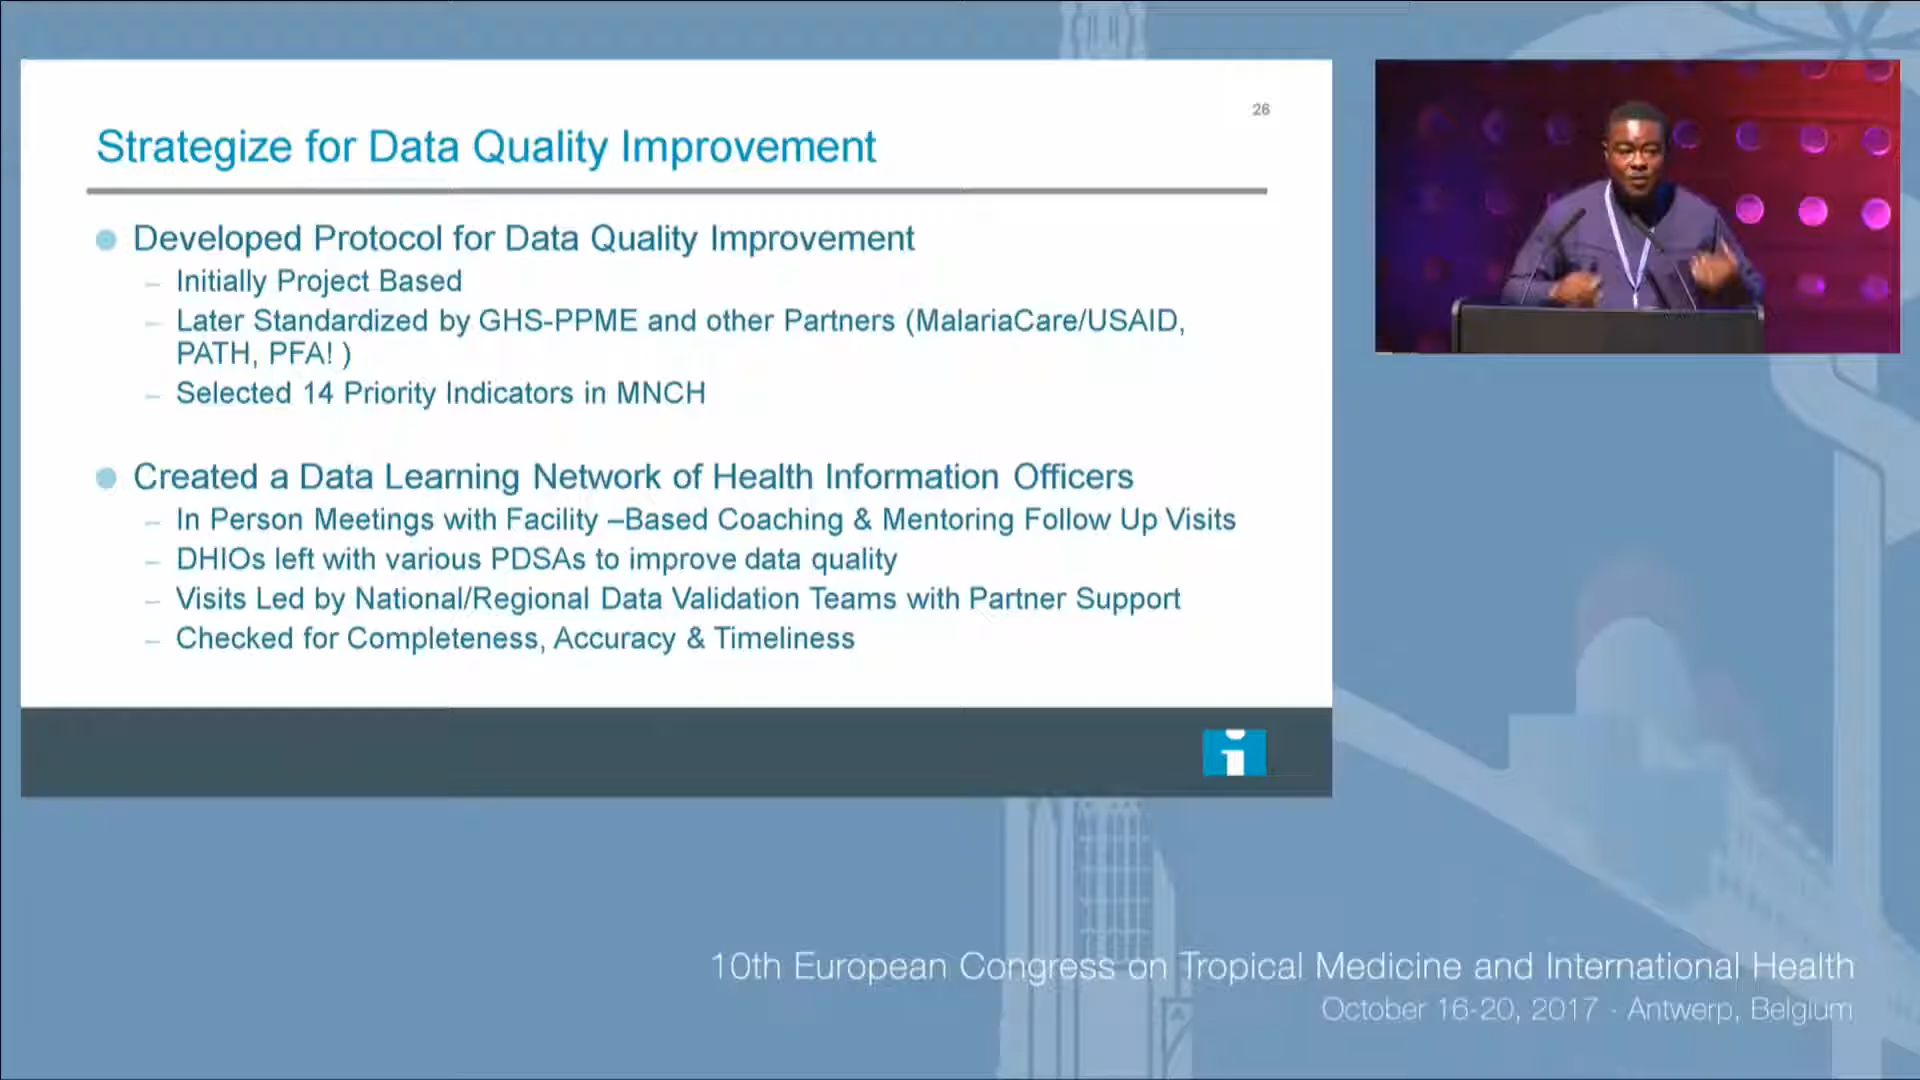 26
Strategize for Data Quality Improvement
Developed Protocol for Data Quality Improvement
– Initially Project Based
– Later Standardized by GHS-PPME and other Partners (MalariaCare/USAID,
PATH, PFA! )
– Selected 14 Priority Indicators in MNCH
Created a Data Learning Network of Health Information Officers
– In Person Meetings with Facility –Based Coaching & Mentoring Follow Up Visits
– DHIOs left with various PDSAs to improve data quality
– Visits Led by National/Regional Data Validation Teams with Partner Support
– Checked for Completeness, Accuracy & Timeliness
10th European Congress on Tropical Medicine and International Health
October 16-20, 2017 - Antwerp, Belgium